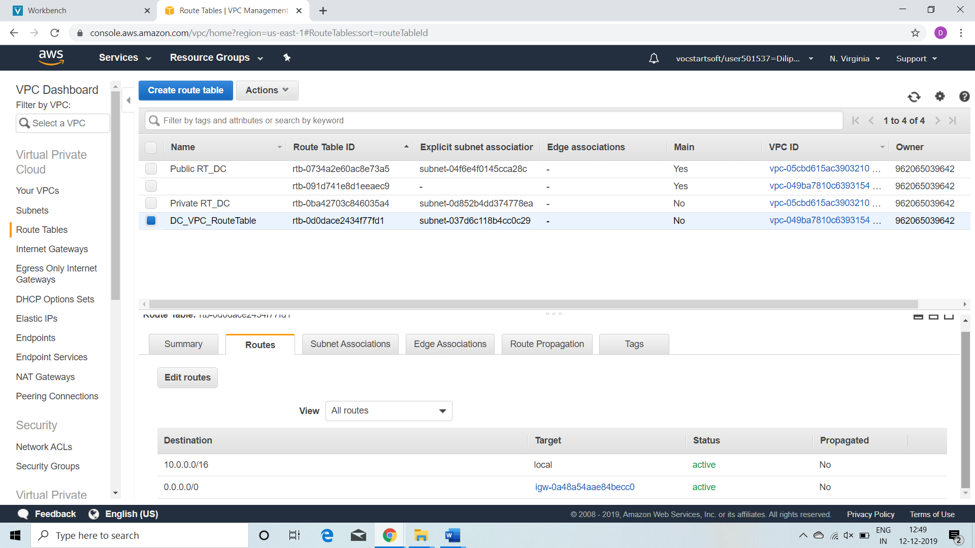 Workbench
Route Tables | VPC Management
console.aws.amazon.com/vpc/home?region=us-east-1#RouteTables:sort=routeTableId
D
aws Services Resource Groups vocstartsoft/user501537=Dilip... N. Virginia Support
VPC Dashboard
Filter by VPC:
Select a VPC
Virtual Private
Cloud
Your VPCs
Subnets
Route Tables
Internet Gateways
Egress Only Internet
Gateways
DHCP Options Sets
Elastic IPs
Endpoints
Endpoint Services
NAT Gateways
Peering Connections
Security
Network ACLs
Security Groups
Virtual Private
Create route table Actions
Filter by tags and attributes or search by keyword
1 to 4 of 4
Name Route Table ID Explicit subnet association Edge associations Main VPC ID Owner
Public RT_DC rtb-0734a2e60ac8e73a5 subnet-04f6e4f0145cca28c - Yes vpc-05cbd615ac3903210 ... 962065039642
rtb-091d741e8d1eeaec9 - - Yes vpc-049ba7810c6393154 ... 962065039642
Private RT_DC rtb-0ba42703c846035a4 subnet-0d852b4dd374778ea - No vpc-05cbd615ac3903210 ... 962065039642
DC_VPC_RouteTable rtb-0d0dace2434f77fd1 subnet-037d6c118b4cc0c29 - No vpc-049ba7810c6393154 ... 962065039642
Route Table: rtb-0d0dace2434f77fd1
Summary Routes Subnet Associations Edge Associations Route Propagation Tags
Edit routes
View All routes
Destination Target Status Propagated
10.0.0.0/16 local active No
0.0.0.0/0 igw-0a48a54aae84becc0 active No
Feedback English (US) © 2008 - 2019, Amazon Web Services, Inc. or its affiliates. All rights reserved. Privacy Policy Terms of Use
Type here to search
ENG
IN
12:49
12-12-2019
2